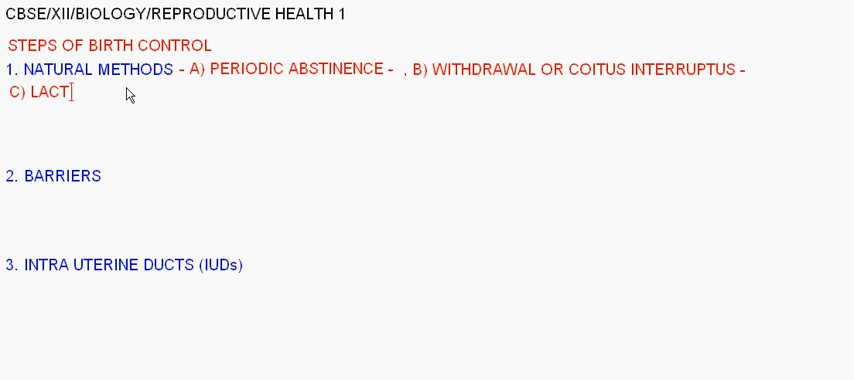 CBSE/XII/BIOLOGY/REPRODUCTIVE HEALTH 1
STEPS OF BIRTH CONTROL
1. NATURAL METHODS - A) PERIODIC ABSTINENCE - , B) WITHDRAWAL OR COITUS INTERRUPTUS -
C) LACT
2. BARRIERS
3. INTRA UTERINE DUCTS (IUDs)